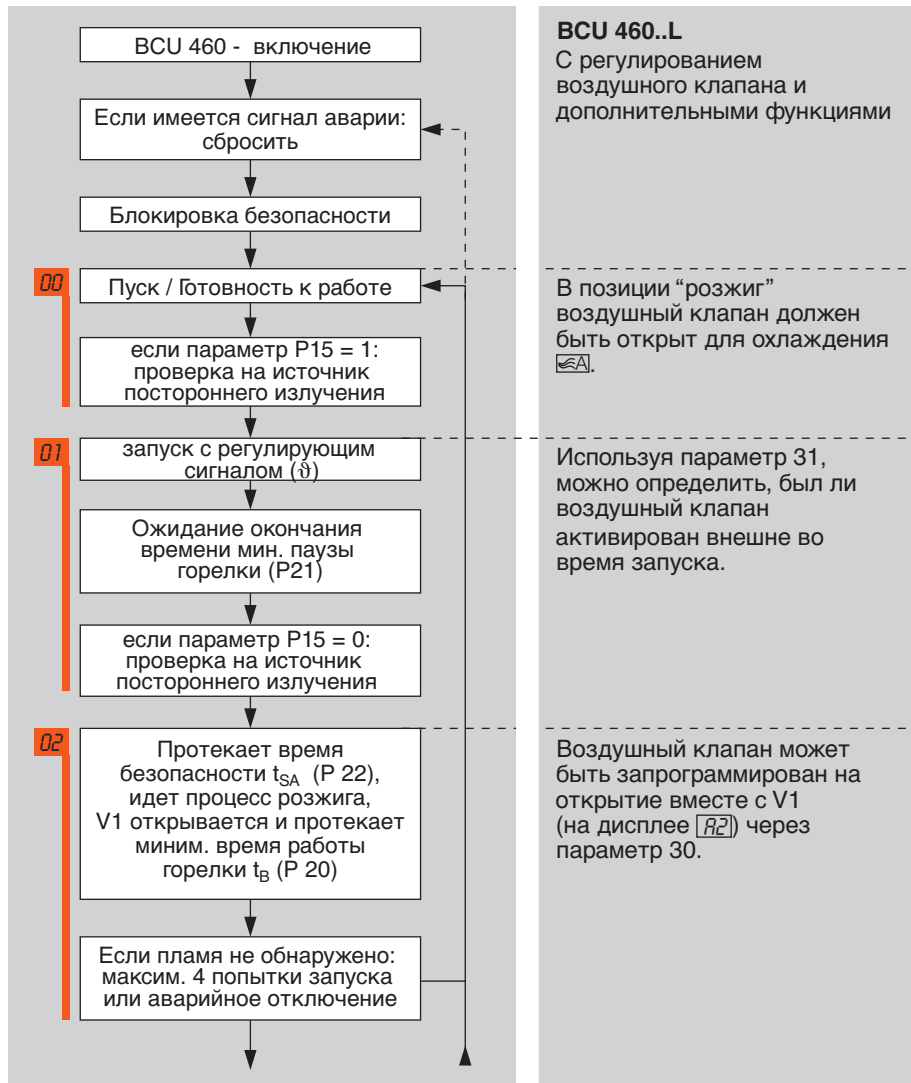 BCU 460 - включение
Если имеется сигнал аварии:
сбросить
Блокировка безопасности
00
Пуск / Готовность к работе
если параметр P15 = 1:
проверка на источник
постороннего излучения
01
запуск с регулирующим
сигналом (ϑ)
Ожидание окончания
времени мин. паузы
горелки (P21)
если параметр P15 = 0:
проверка на источник
постороннего излучения
02
Протекает время
безопасности tSA (P 22),
идет процесс розжига,
V1 открывается и протекает
миним. время работы
горелки tB (P 20)
Если пламя не обнаружено:
максим. 4 попытки запуска
или аварийное отключение
BCU 460..L
С регулированием
воздушного клапана и
дополнительными функциями
В позиции “розжиг”
воздушный клапан должен
быть открыт для охлаждения
A.
Используя параметр 31,
можно определить, был ли
воздушный клапан
активирован внешне во
время запуска.
Воздушный клапан может
быть запрограммирован на
открытие вместе с V1
(на дисплее A2) через
параметр 30.